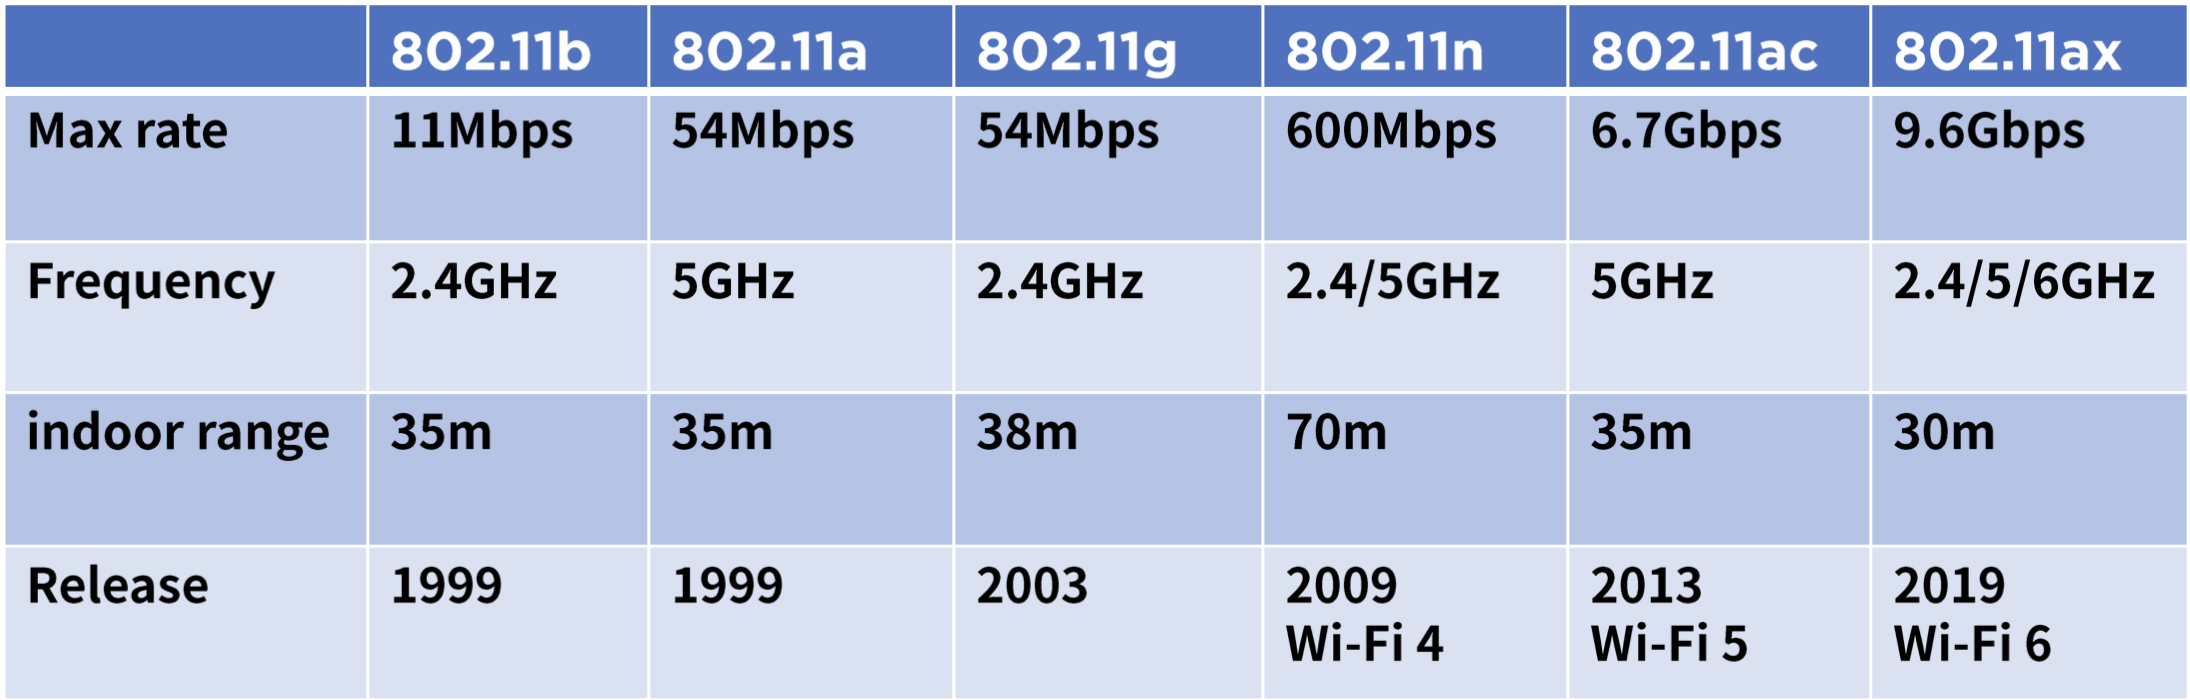 802.11b 802.11a 802.11g 802.11n 802.11ac 802.11ax
Max rate 11Mbps 54Mbps 54Mbps 600Mbps 6.7Gbps 9.6Gbps
Frequency 2.4GHz 5GHz 2.4GHz 2.4/5GHz 5GHz 2.4/5/6GHz
indoor range 35m 35m 38m 70m 35m 30m
Release 1999 1999 2003 2009 2013 2019
Wi-Fi 4 Wi-Fi 5 Wi-Fi 6